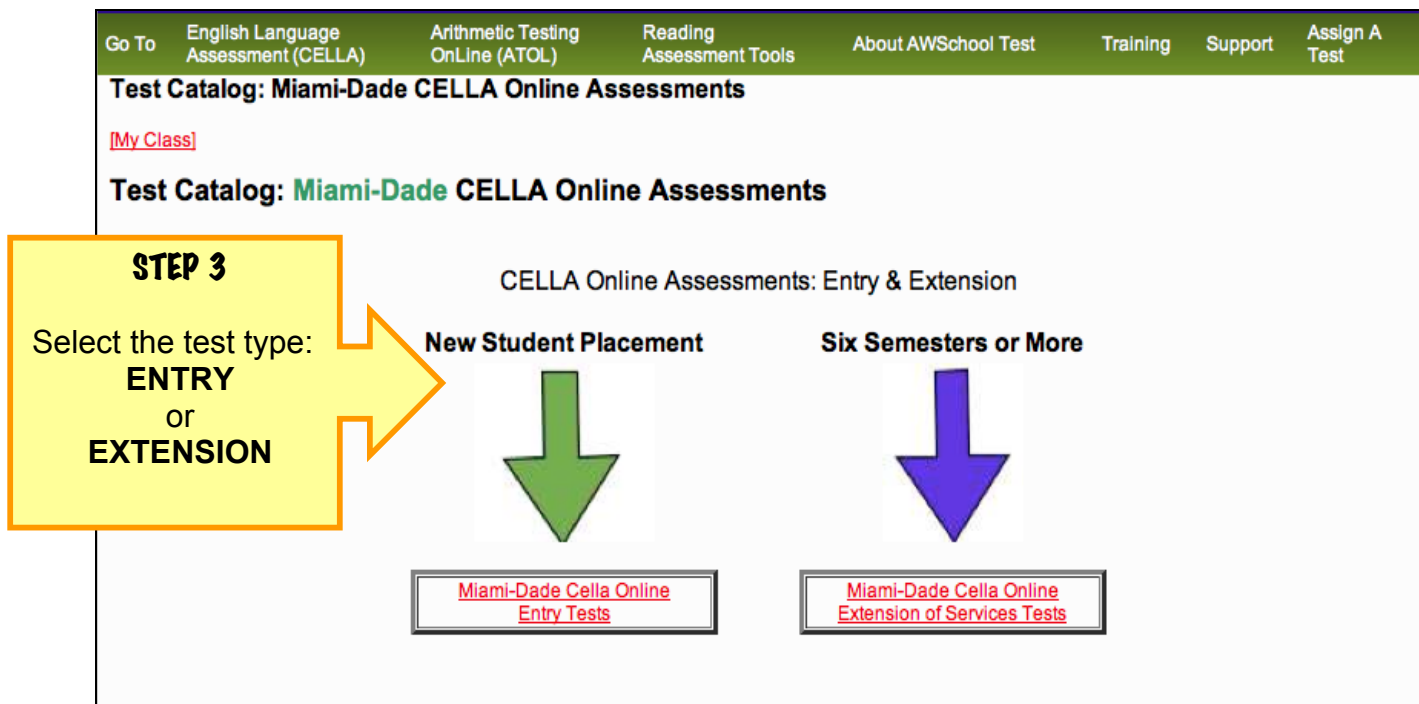 Go To English Language Assessment (CELLA) Arithmetic Testing OnLine (ATOL) Reading Assessment Tools About AWSchool Test Training Support Assign A Test
Test Catalog: Miami-Dade CELLA Online Assessments
[My Class]
Test Catalog: Miami-Dade CELLA Online Assessments
STEP 3
Select the test type:
ENTRY
or
EXTENSION
CELLA Online Assessments: Entry & Extension
New Student Placement
Six Semesters or More
Miami-Dade Cella Online
Entry Tests
Miami-Dade Cella Online
Extension of Services Tests